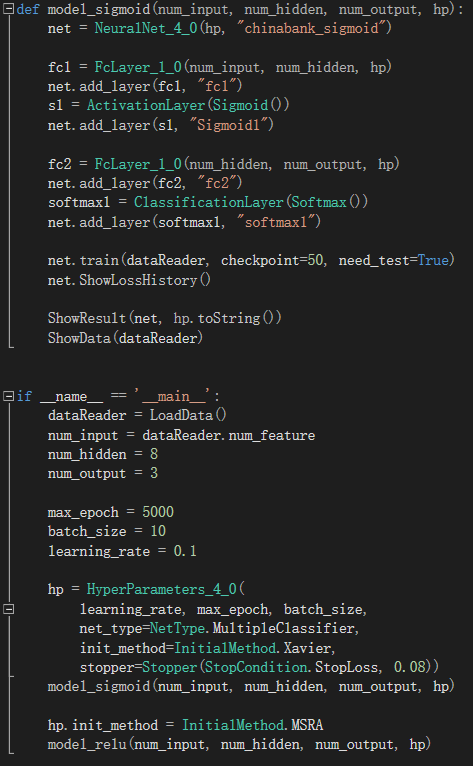 def model_sigmoid(num_input, num_hidden, num_output, hp):
    net = NeuralNet_4_0(hp, "chinabank_sigmoid")

    fc1 = FcLayer_1_0(num_input, num_hidden, hp)
    net.add_layer(fc1, "fc1")
    s1 = ActivationLayer(Sigmoid())
    net.add_layer(s1, "Sigmoid1")

    fc2 = FcLayer_1_0(num_hidden, num_output, hp)
    net.add_layer(fc2, "fc2")
    softmax1 = ClassificationLayer(Softmax())
    net.add_layer(softmax1, "softmax1")

    net.train(dataReader, checkpoint=50, need_test=True)
    net.ShowLossHistory()

    ShowResult(net, hp.toString())
    ShowData(dataReader)

if __name__ == '__main__':
    dataReader = LoadData()
    num_input = dataReader.num_feature
    num_hidden = 8
    num_output = 3

    max_epoch = 5000
    batch_size = 10
    learning_rate = 0.1

    hp = HyperParameters_4_0(
        learning_rate, max_epoch, batch_size,
        net_type=NetType.MultipleClassifier,
        init_method=InitialMethod.Xavier,
        stopper=Stopper(StopCondition.StopLoss, 0.08))
    model_sigmoid(num_input, num_hidden, num_output, hp)

    hp.init_method = InitialMethod.MSRA
    model_relu(num_input, num_hidden, num_output, hp)